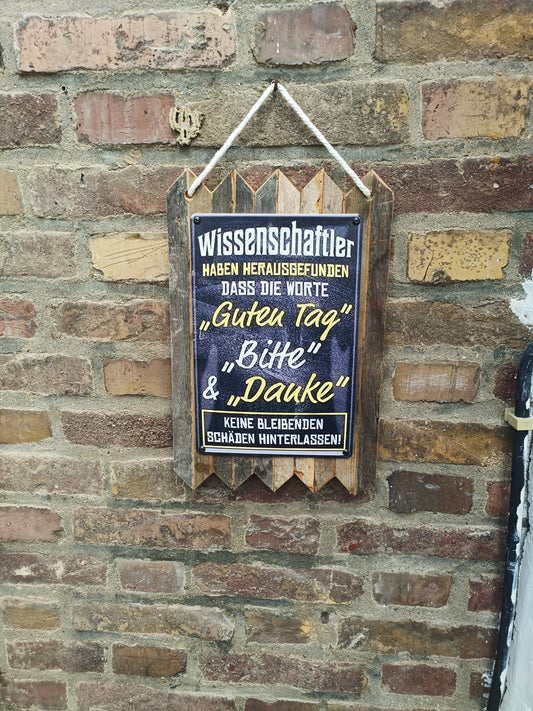 Wissenschaftler
HABEN HERAUSGEFUNDEN
DASS DIE WORTE
„Guten Tag"
„Bitte"
& „Danke"
KEINE BLEIBENDEN
SCHÄDEN HINTERLASSEN!